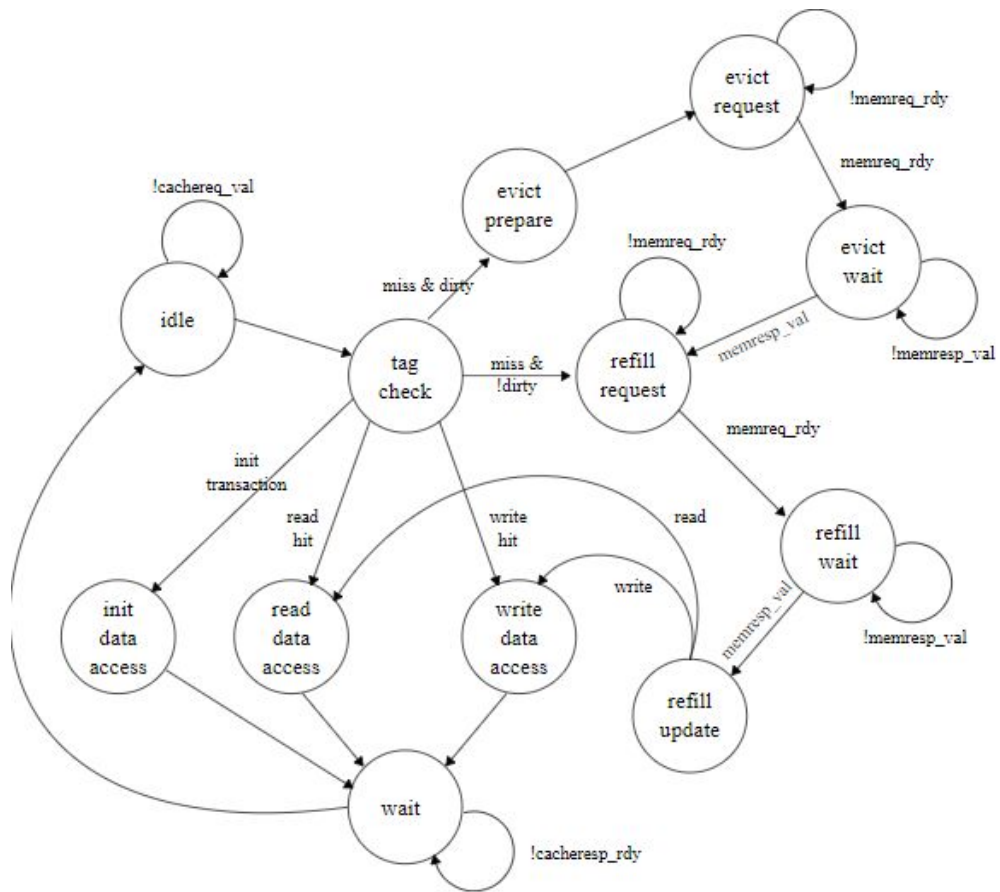 evict
request
!memreq_rdy
memreq_rdy
!cachereq_val
evict
prepare
!memreq_rdy
evict
wait
miss & dirty
idle
memresp_val
!memresp_val
tag
check
miss &
!dirty
refill
request
memreq_rdy
init
transaction
read
hit
write
hit
read
refill
wait
write
memresp_val
!memresp_val
init
data
access
read
data
access
write
data
access
refill
update
wait
!cacheresp_rdy